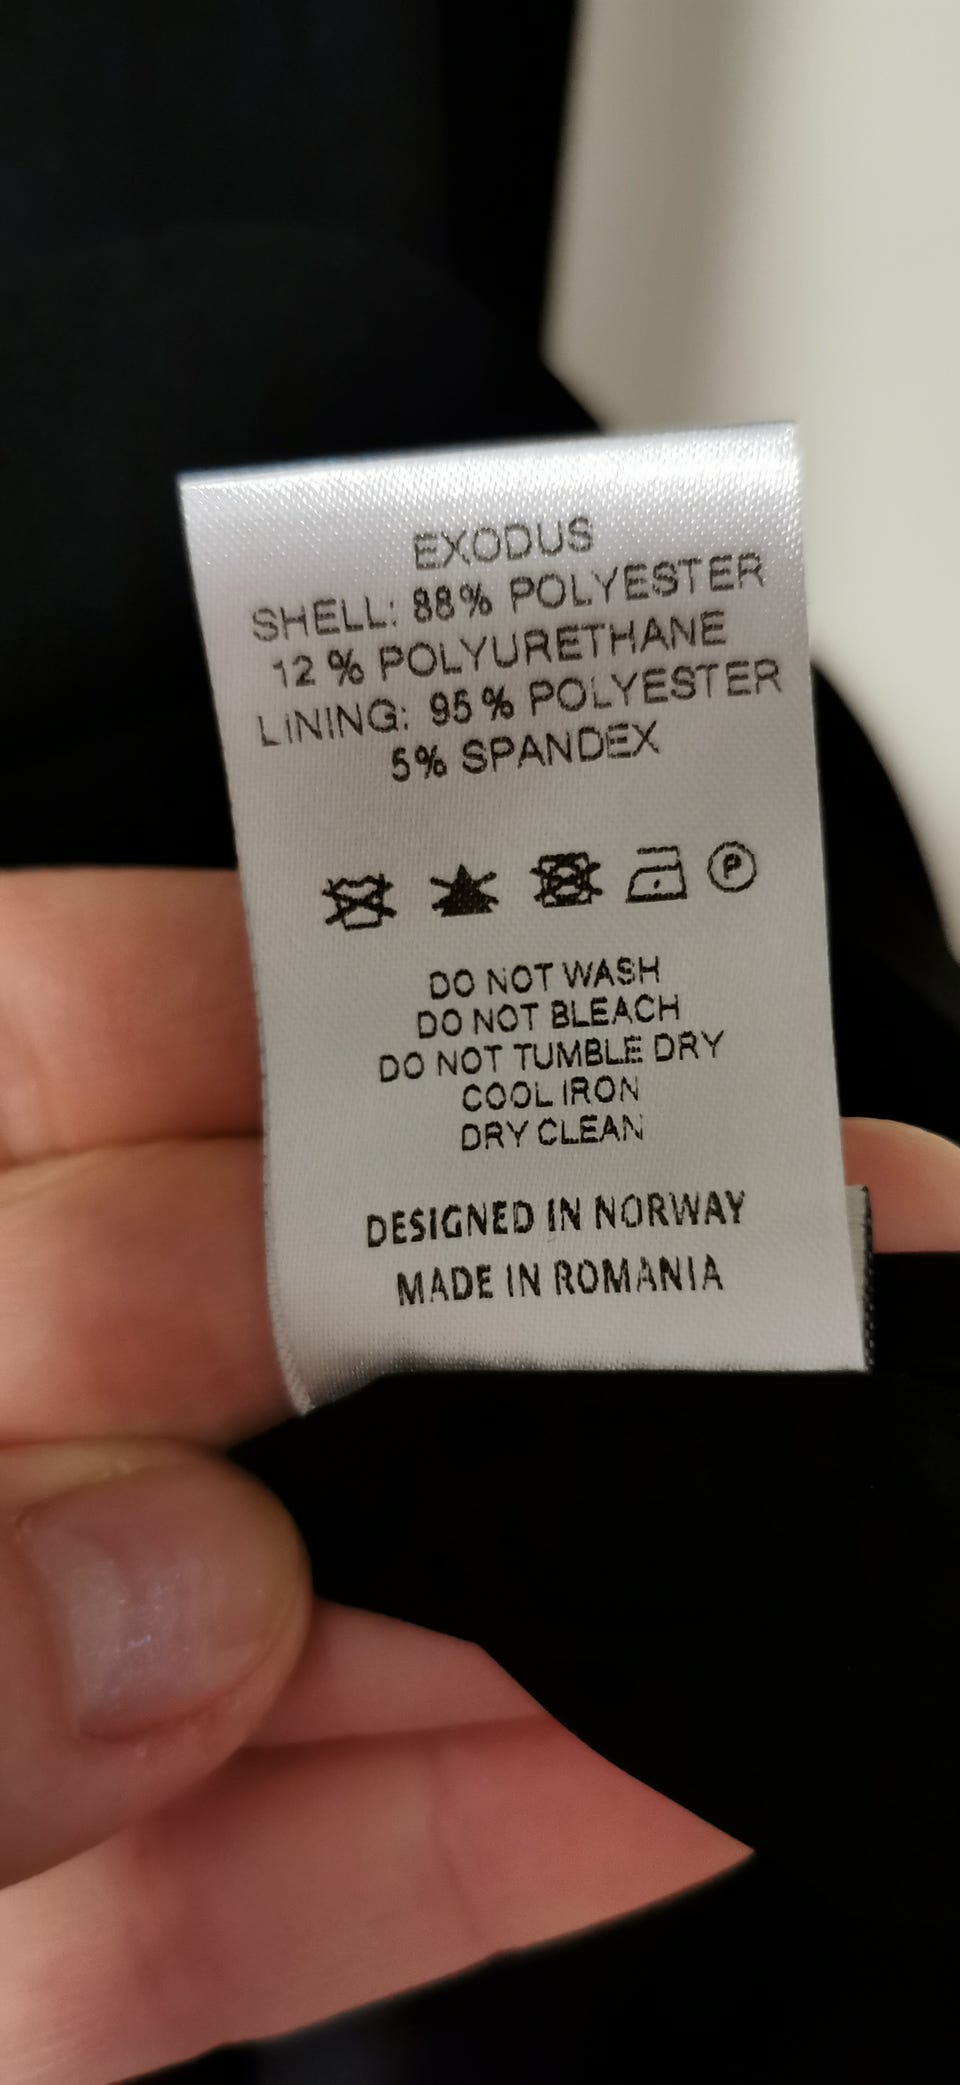 EXODUS
SHELL: 88% POLYESTER
12 % POLYURETHANE
LINING: 95 % POLYESTER
5% SPANDEX
P
DO NOT WASH
DO NOT BLEACH
DO NOT TUMBLE DRY
COOL IRON
DRY CLEAN
DESIGNED IN NORWAY
MADE IN ROMANIA